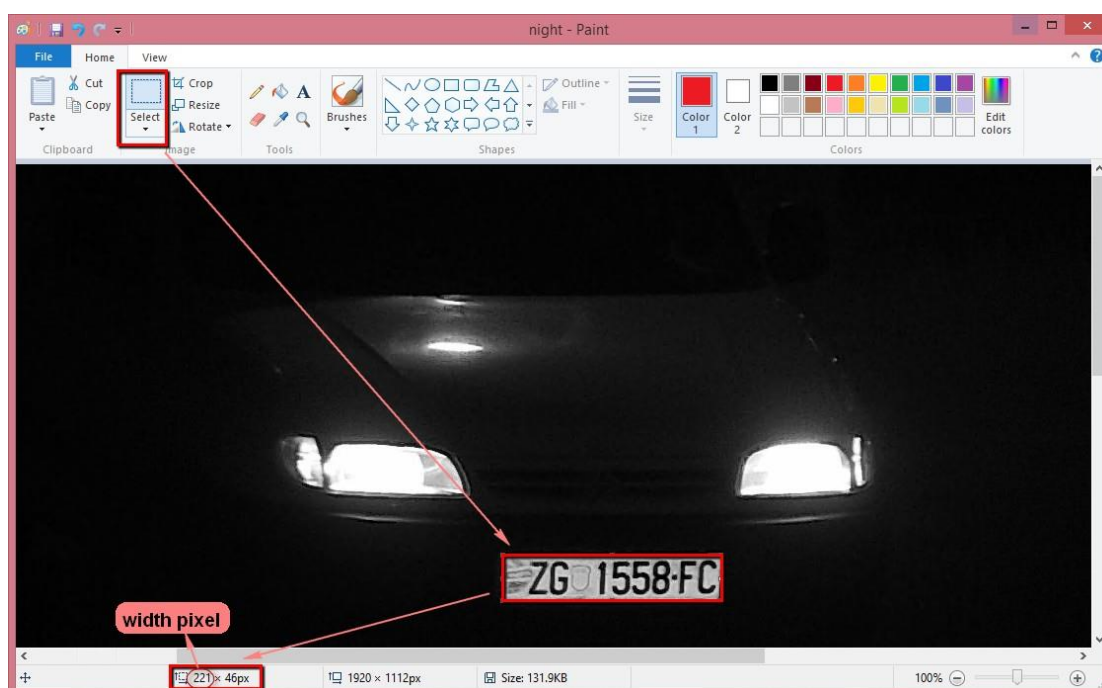 night - Paint
File Home View
Cut
Copy
Paste
Clipboard
Select
Crop
Resize
Rotate
Image
A
Tools
Brushes
Outline
Fill
Shapes
Size
Color 1
Color 2
Edit colors
Colors
ZG 1558·FC
width pixel
221 × 46px
1920 × 1112px
Size: 131.9KB
100%